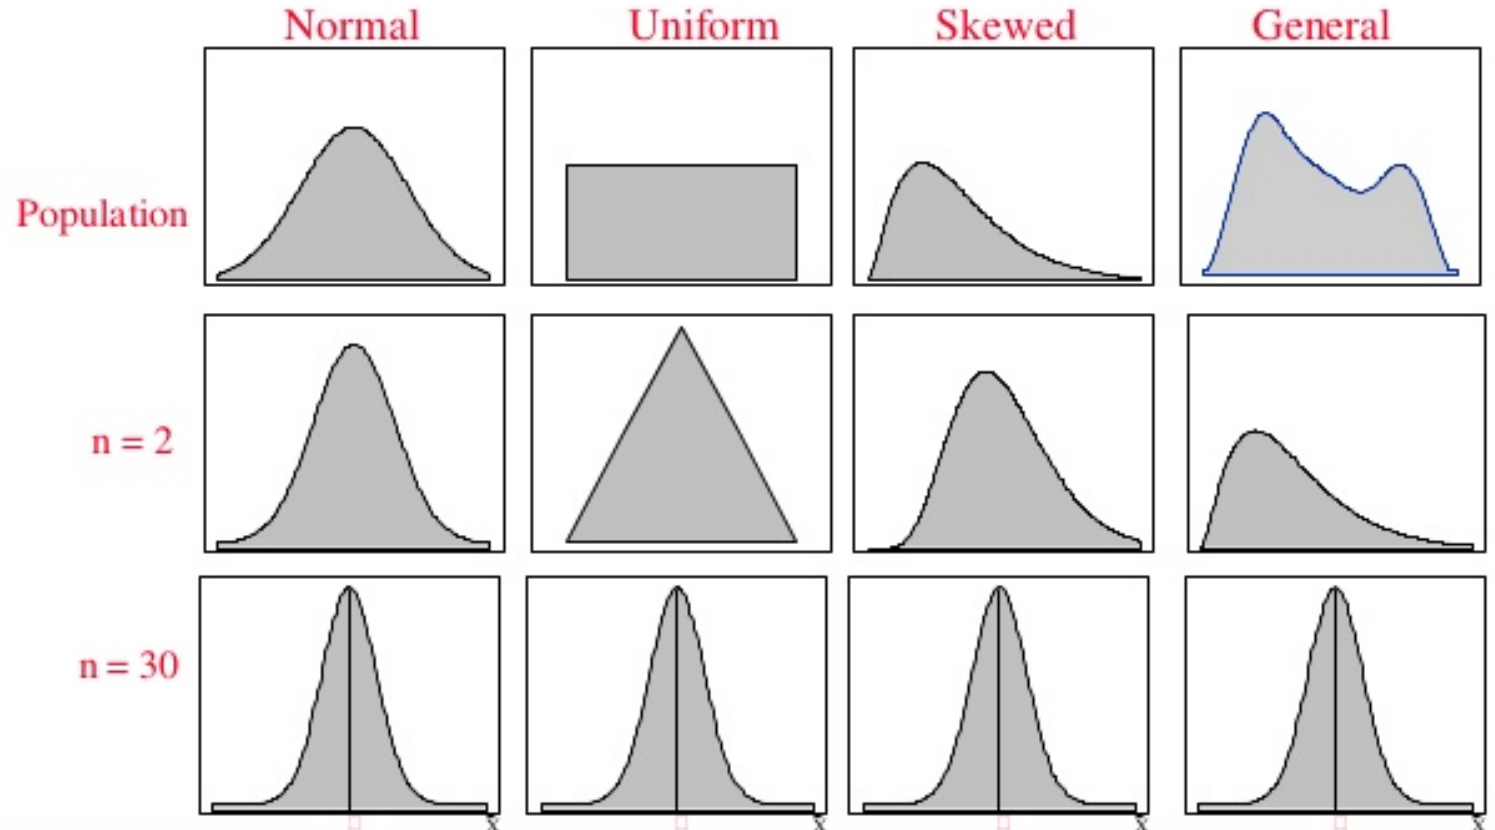 Normal Uniform Skewed General
Population
n = 2
n = 30